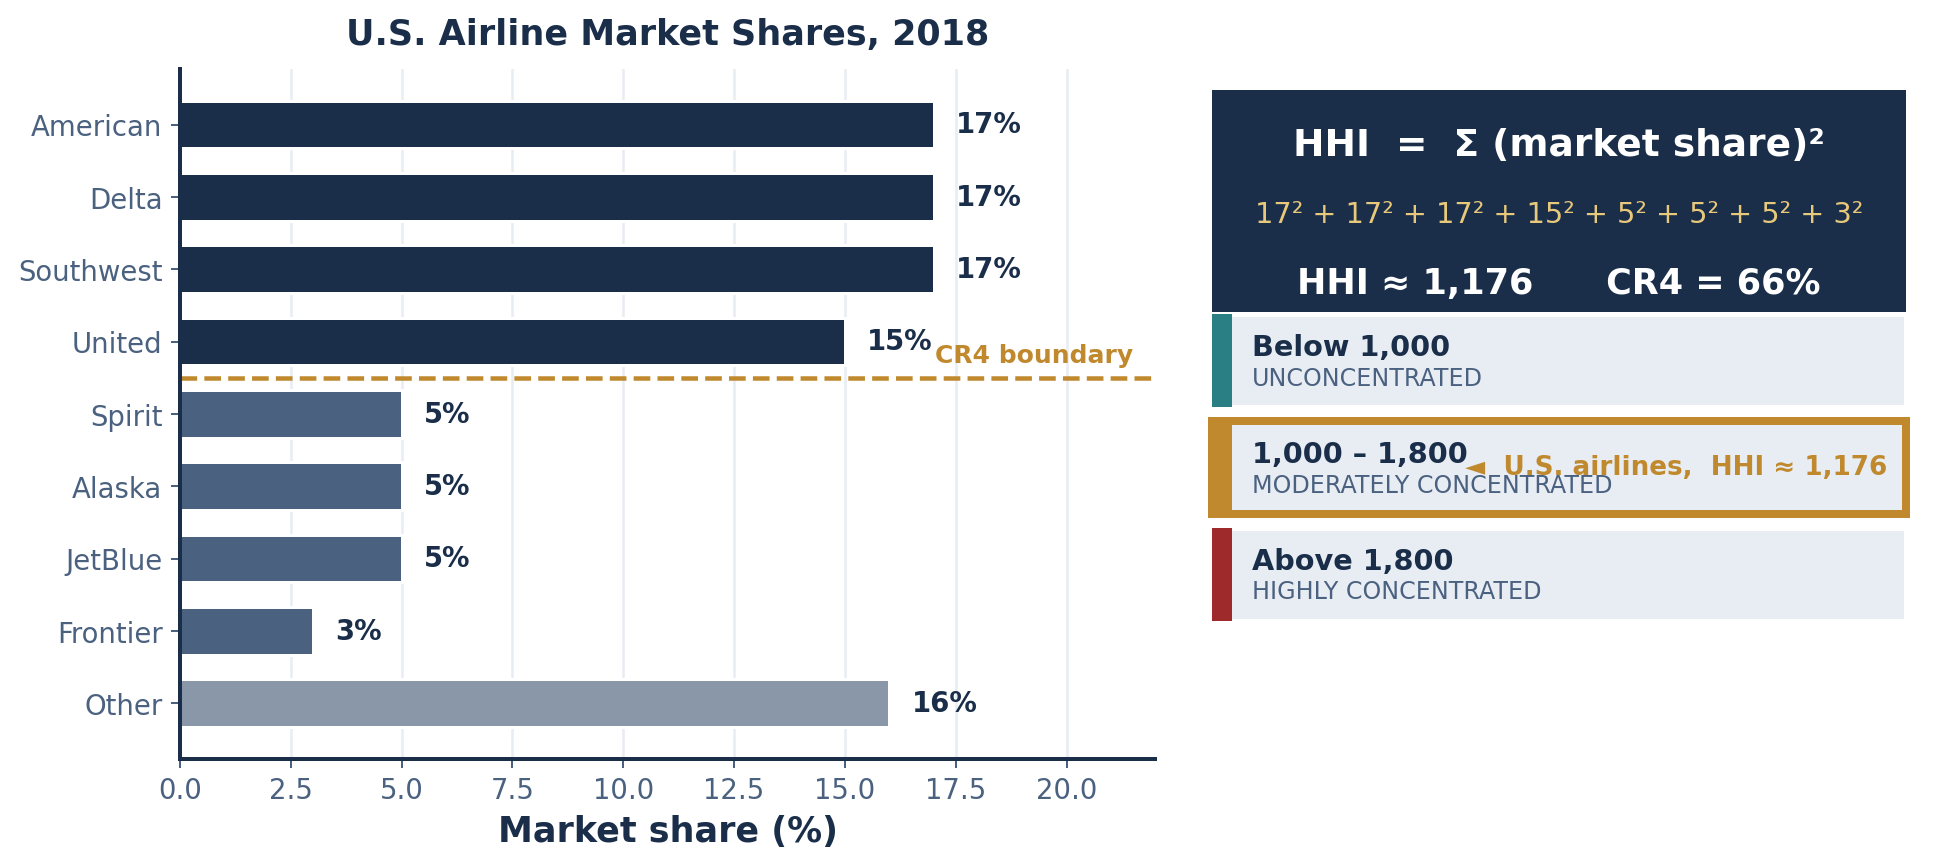 U.S. Airline Market Shares, 2018
American 17%
Delta 17%
Southwest 17%
United 15%
CR4 boundary
Spirit 5%
Alaska 5%
JetBlue 5%
Frontier 3%
Other 16%
0.0 2.5 5.0 7.5 10.0 12.5 15.0 17.5 20.0
Market share (%)
HHI = Σ (market share)²
17² + 17² + 17² + 15² + 5² + 5² + 5² + 3²
HHI ≈ 1,176 CR4 = 66%
Below 1,000
UNCONCENTRATED
1,000 – 1,800
◄ U.S. airlines, HHI ≈ 1,176
MODERATELY CONCENTRATED
Above 1,800
HIGHLY CONCENTRATED